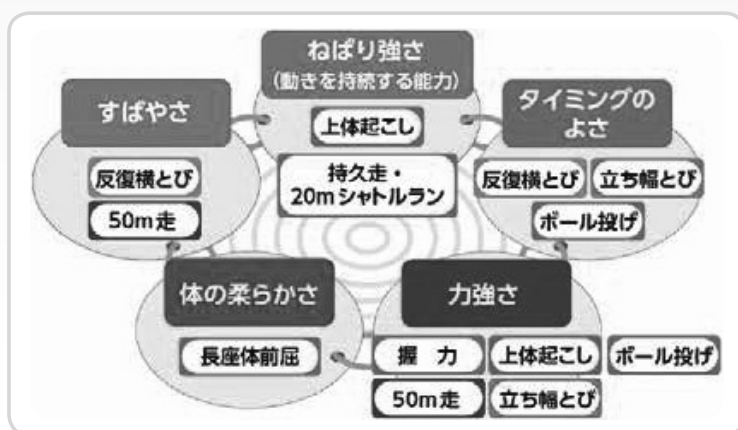 ねばり強さ
(動きを持続する能力)
上体起こし
持久走・
20mシャトルラン
すばやさ
反復横とび
50m走
タイミングの
よさ
反復横とび 立ち幅とび
ボール投げ
体の柔らかさ
長座体前屈
力強さ
握 力 上体起こし ボール投げ
50m走 立ち幅とび